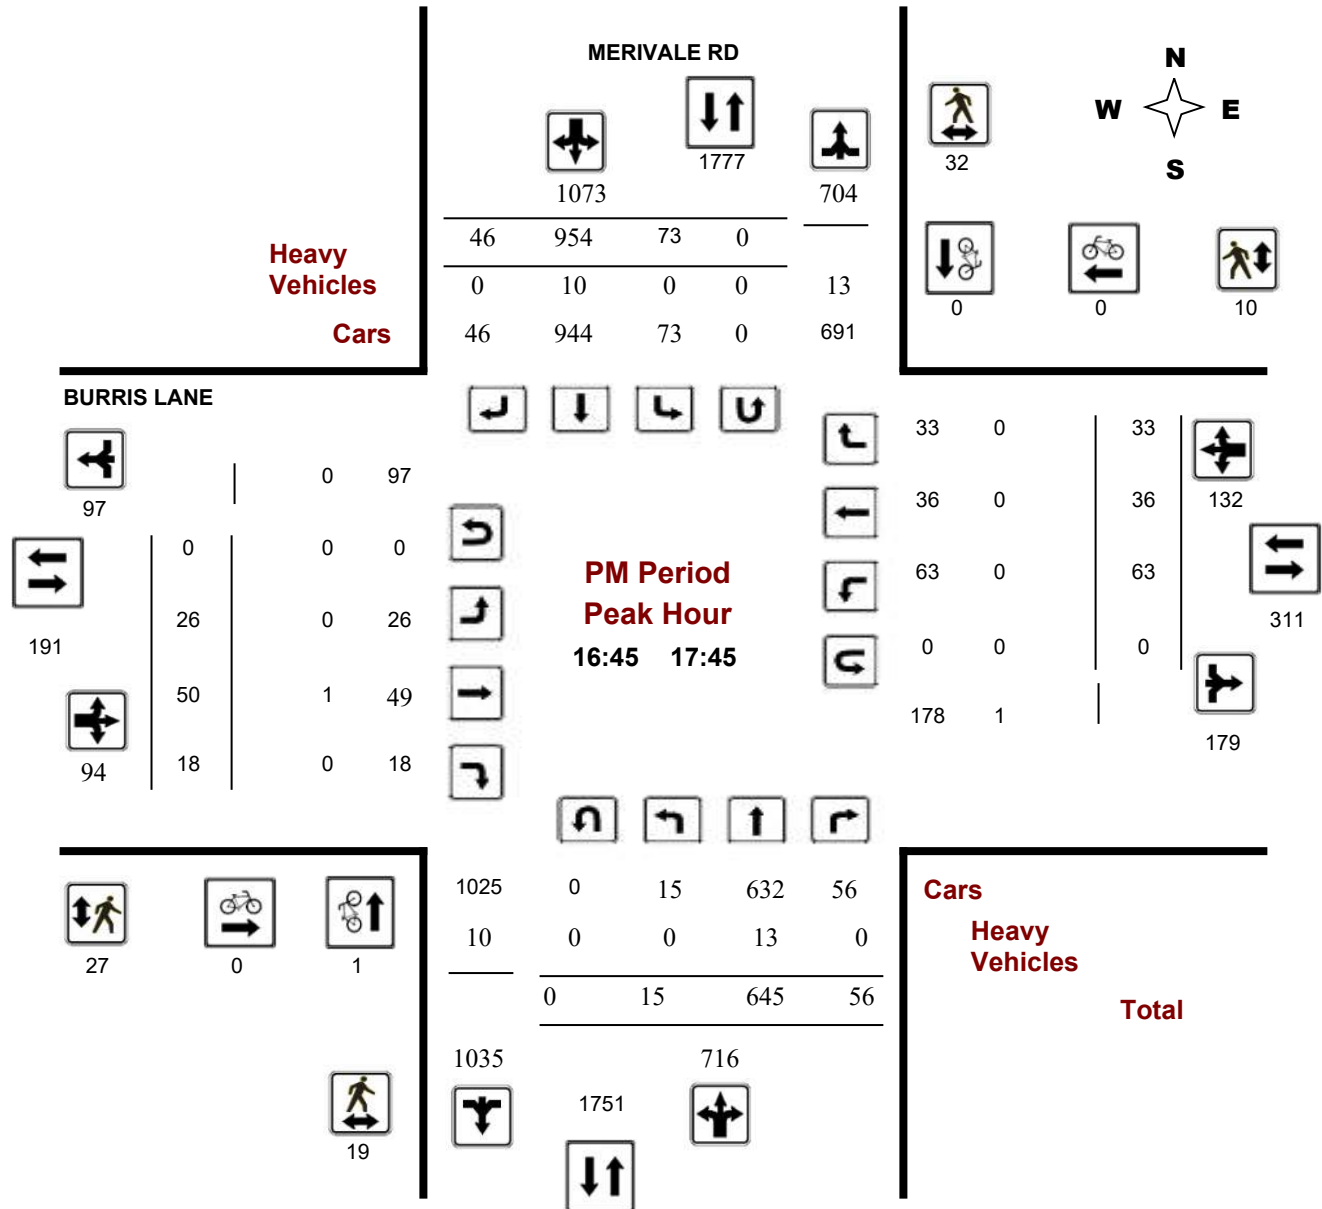 MERIVALE RD
N
W E
S
1777
32
1073 704
46 954 73 0
Heavy
Vehicles
0 10 0 0 13
0 0 10
Cars
46 944 73 0 691
BURRIS LANE
33 0 33
0 97
97
36 0 36 132
0 0 0
PM Period
63 0 63
Peak Hour
26 0 26
311
191
16:45 17:45
0 0 0
50 1 49
178 1
179
94 18 0 18
1025 0 15 632 56
Cars
10 0 0 13 0
Heavy
Vehicles
27 0 1
0 15 645 56
Total
1035 716
1751
19